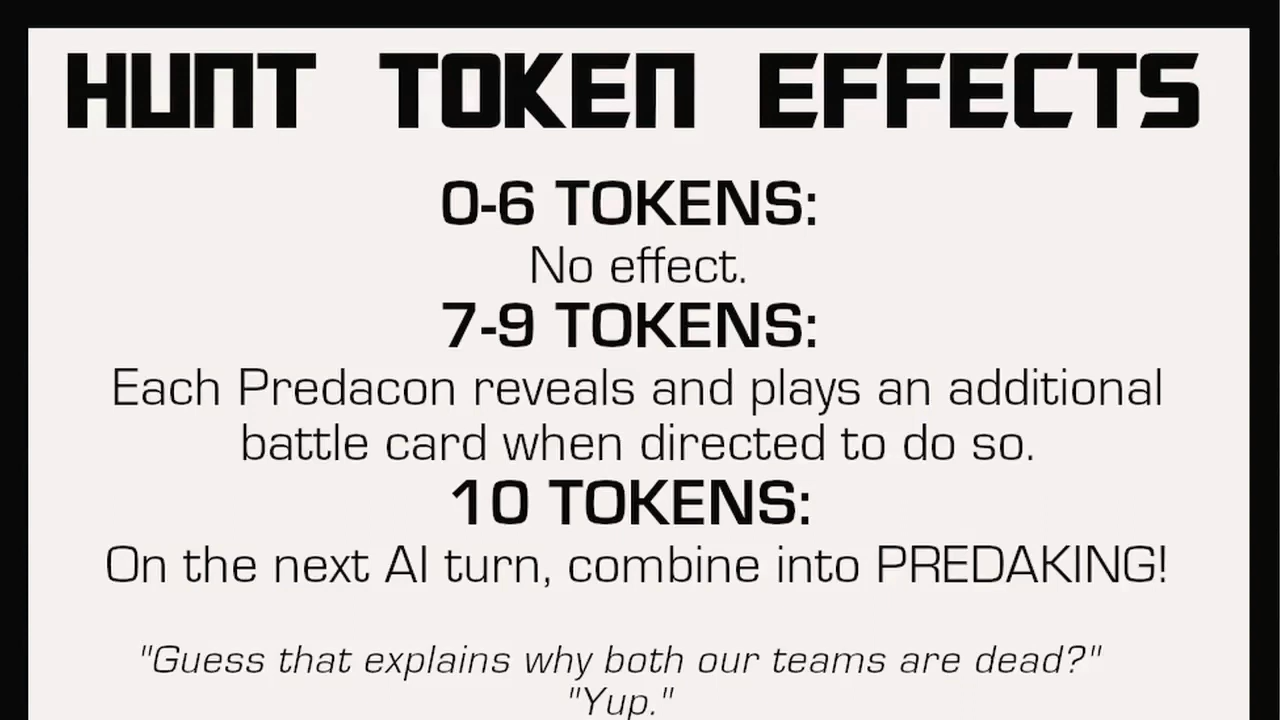 HUNT TOKEN EFFECTS
0-6 TOKENS:
No effect.
7-9 TOKENS:
Each Predacon reveals and plays an additional
battle card when directed to do so.
10 TOKENS:
On the next AI turn, combine into PREDAKING!
"Guess that explains why both our teams are dead?"
"Yup."